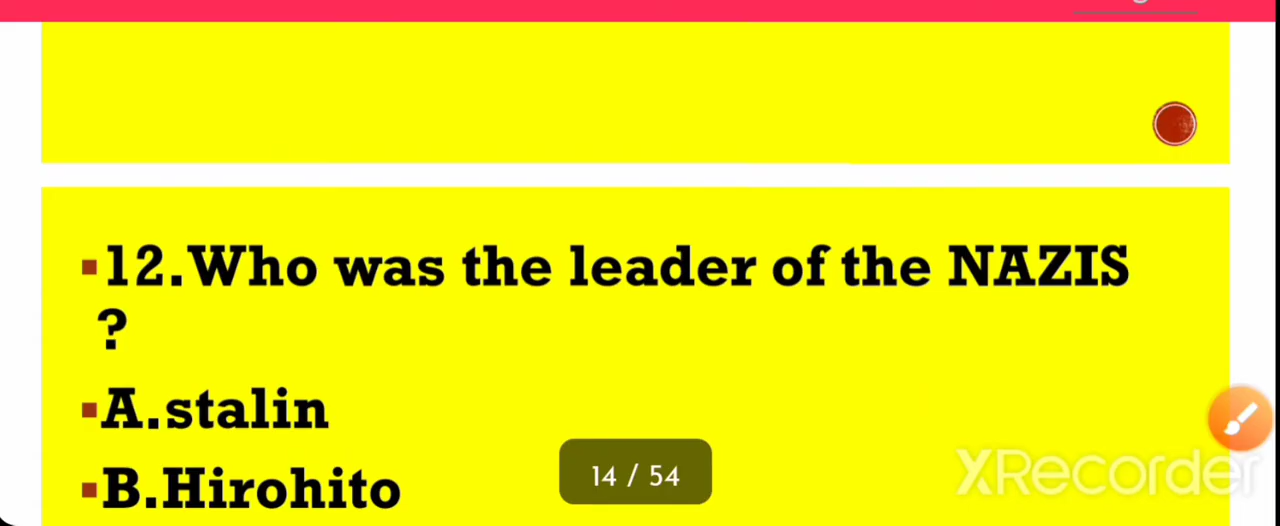 12.Who was the leader of the NAZIS
?
A.stalin
B.Hirohito
14 / 54
XRecorder